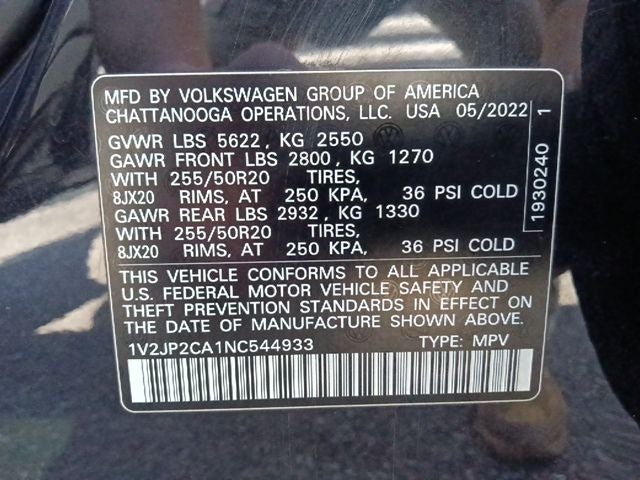 MFD BY VOLKSWAGEN GROUP OF AMERICA
CHATTANOOGA OPERATIONS, LLC. USA 05/2022
GVWR LBS 5622, KG 2550
GAWR FRONT LBS 2800, KG 1270
WITH 255/50R20 TIRES,
8JX20 RIMS, AT 250 KPA, 36 PSI COLD
GAWR REAR LBS 2932, KG 1330
WITH 255/50R20 TIRES,
8JX20 RIMS, AT 250 KPA, 36 PSI COLD
THIS VEHICLE CONFORMS TO ALL APPLICABLE
U.S. FEDERAL MOTOR VEHICLE SAFETY AND
THEFT PREVENTION STANDARDS IN EFFECT ON
THE DATE OF MANUFACTURE SHOWN ABOVE.
1V2JP2CA1NC544933 TYPE: MPV
1930240 1